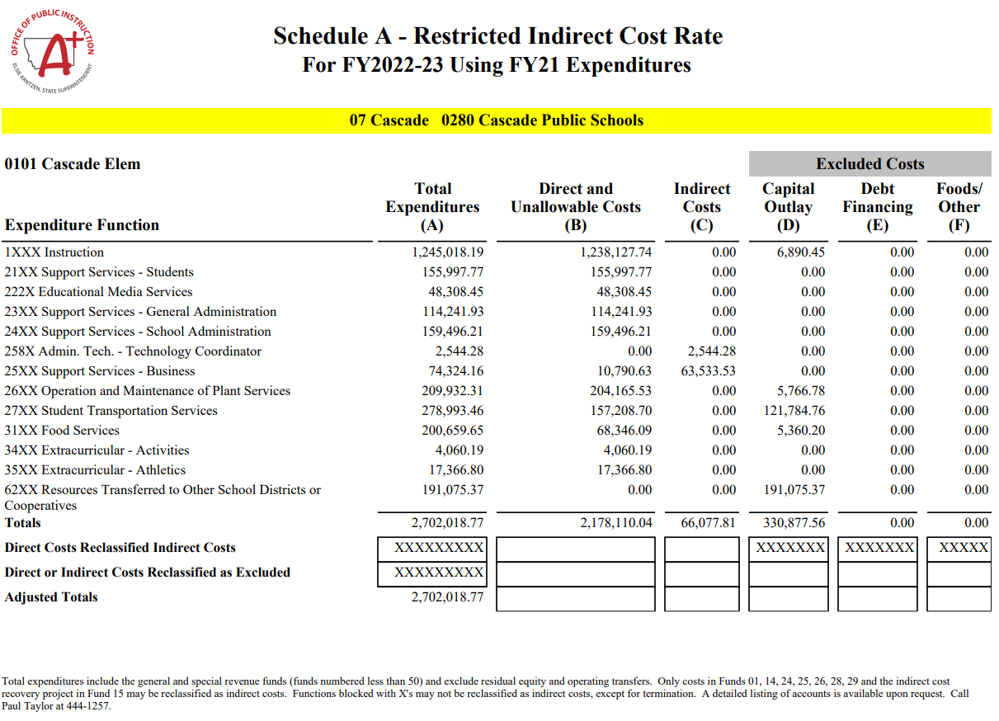 OFFICE OF PUBLIC INSTRUCTION
A+
ELSIE ARNTZEN, STATE SUPERINTENDENT
Schedule A - Restricted Indirect Cost Rate
For FY2022-23 Using FY21 Expenditures
07 Cascade 0280 Cascade Public Schools
0101 Cascade Elem Excluded Costs
Total Direct and Indirect Capital Debt Foods/
Expenditures Unallowable Costs Costs Outlay Financing Other
Expenditure Function (A) (B) (C) (D) (E) (F)
1XXX Instruction 1,245,018.19 1,238,127.74 0.00 6,890.45 0.00 0.00
21XX Support Services - Students 155,997.77 155,997.77 0.00 0.00 0.00 0.00
222X Educational Media Services 48,308.45 48,308.45 0.00 0.00 0.00 0.00
23XX Support Services - General Administration 114,241.93 114,241.93 0.00 0.00 0.00 0.00
24XX Support Services - School Administration 159,496.21 159,496.21 0.00 0.00 0.00 0.00
258X Admin. Tech. - Technology Coordinator 2,544.28 0.00 2,544.28 0.00 0.00 0.00
25XX Support Services - Business 74,324.16 10,790.63 63,533.53 0.00 0.00 0.00
26XX Operation and Maintenance of Plant Services 209,932.31 204,165.53 0.00 5,766.78 0.00 0.00
27XX Student Transportation Services 278,993.46 157,208.70 0.00 121,784.76 0.00 0.00
31XX Food Services 200,659.65 68,346.09 0.00 5,360.20 0.00 0.00
34XX Extracurricular - Activities 4,060.19 4,060.19 0.00 0.00 0.00 0.00
35XX Extracurricular - Athletics 17,366.80 17,366.80 0.00 0.00 0.00 0.00
62XX Resources Transferred to Other School Districts or 191,075.37 0.00 0.00 191,075.37 0.00 0.00
Cooperatives
Totals 2,702,018.77 2,178,110.04 66,077.81 330,877.56 0.00 0.00
Direct Costs Reclassified Indirect Costs XXXXXXXXX XXXXXXX XXXXXXX XXXXX
Direct or Indirect Costs Reclassified as Excluded XXXXXXXXX
Adjusted Totals 2,702,018.77
Total expenditures include the general and special revenue funds (funds numbered less than 50) and exclude residual equity and operating transfers. Only costs in Funds 01, 14, 24, 25, 26, 28, 29 and the indirect cost
recovery project in Fund 15 may be reclassified as indirect costs. Functions blocked with X's may not be reclassified as indirect costs, except for termination. A detailed listing of accounts is available upon request. Call
Paul Taylor at 444-1257.